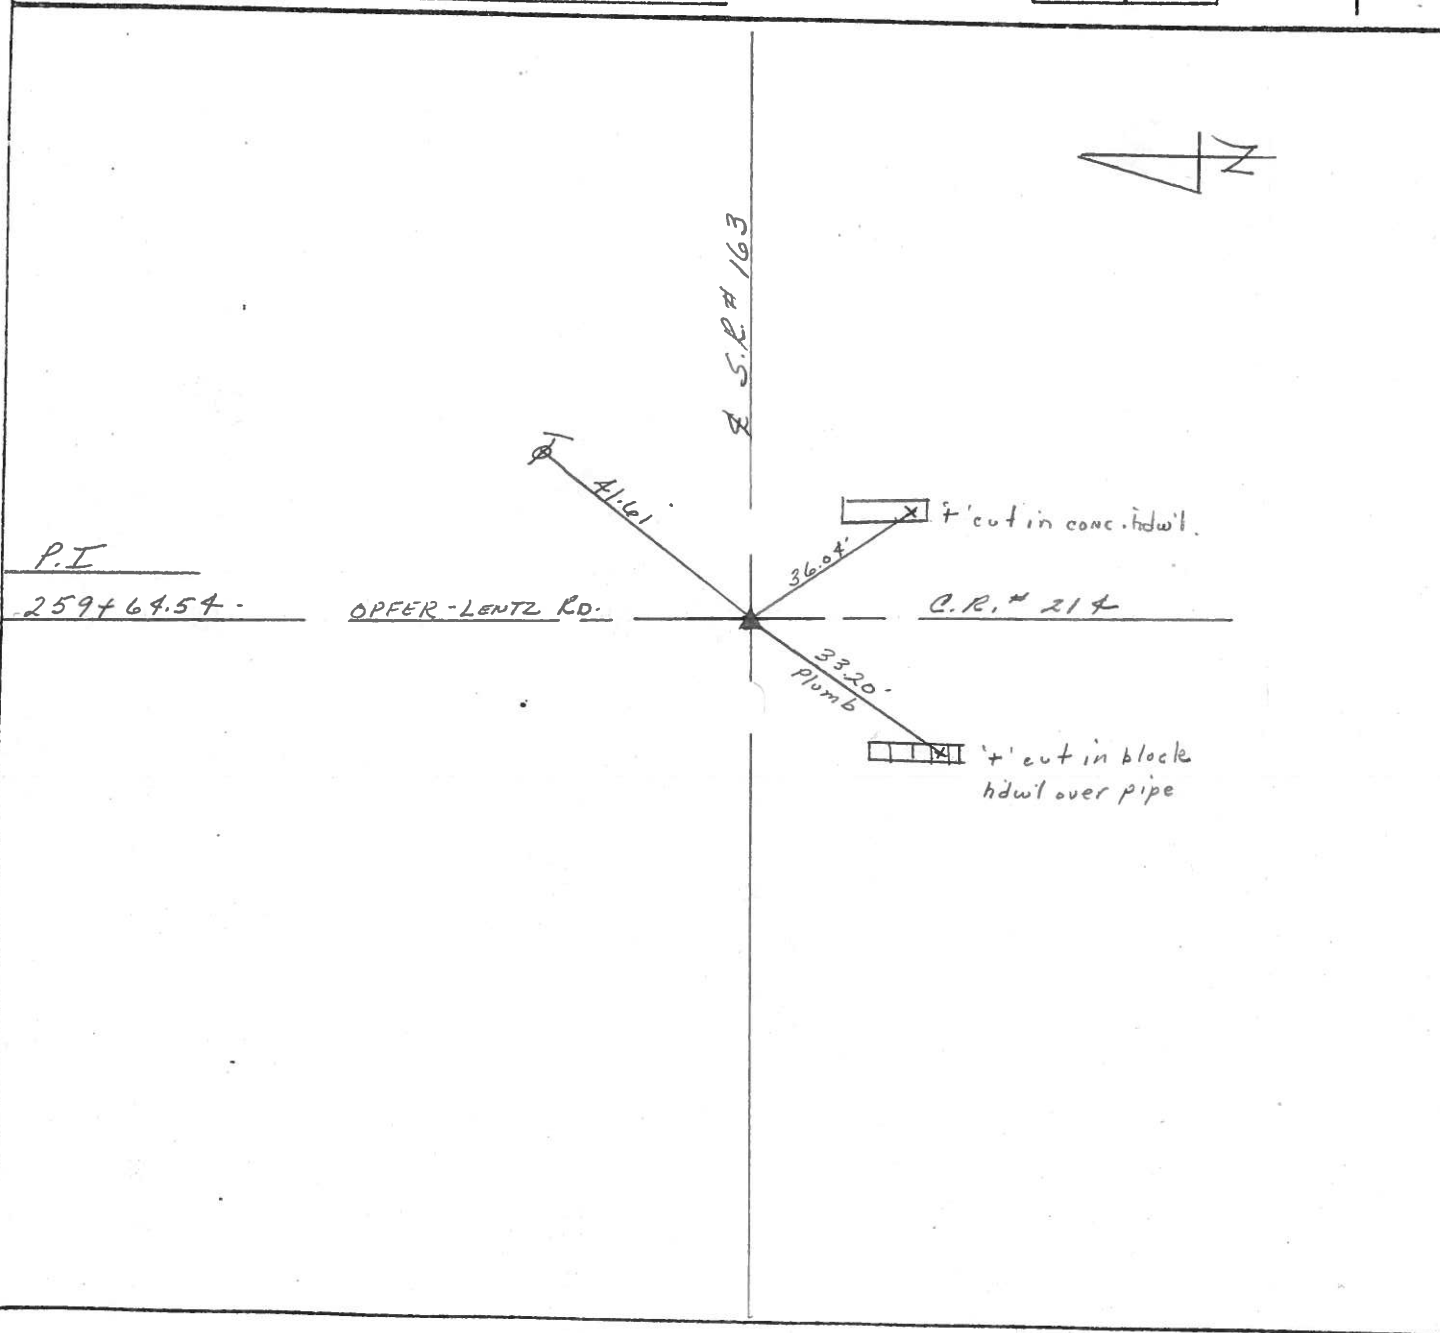 N
℄ S.R. # 163
41.61'
'+' cut in conc. hdw'l.
36.04'
P.I
259+64.54
OPFER-LENTZ RD.
C.R. # 214
33.20'
Plumb
'+' cut in block
hdw'l over pipe